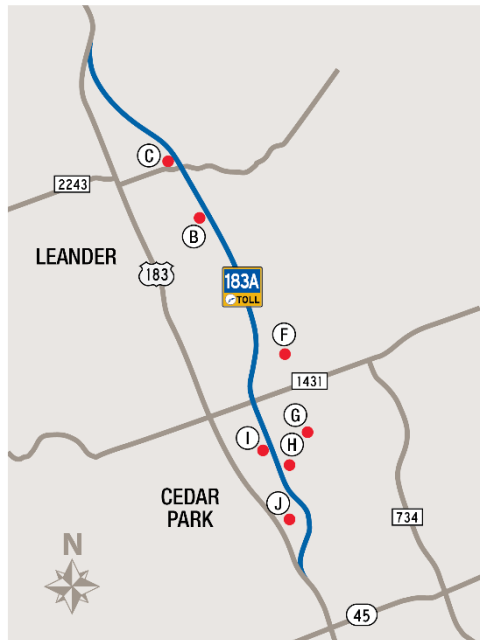 C
2243
B
LEANDER
183
183A
TOLL
F
1431
G
I
H
CEDAR
PARK
J
734
N
45